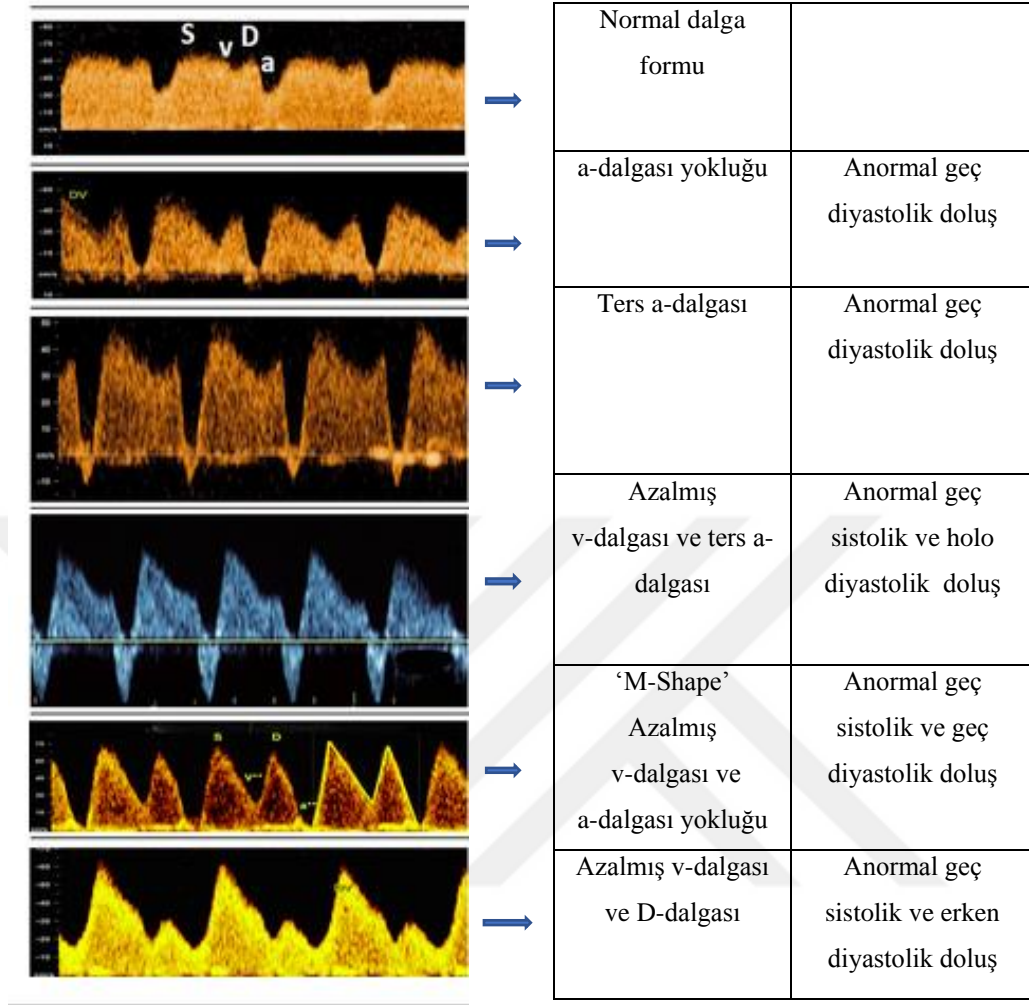 S
v
D
a
Normal dalga
formu
DV
a-dalgası yokluğu
Anormal geç
diyastolik doluş
Ters a-dalgası
Anormal geç
diyastolik doluş
Azalmış
v-dalgası ve ters a-
dalgası
Anormal geç
sistolik ve holo
diyastolik doluş
S
D
‘M-Shape’
Azalmış
v-dalgası ve
a-dalgası yokluğu
Anormal geç
sistolik ve geç
diyastolik doluş
Azalmış v-dalgası
ve D-dalgası
Anormal geç
sistolik ve erken
diyastolik doluş